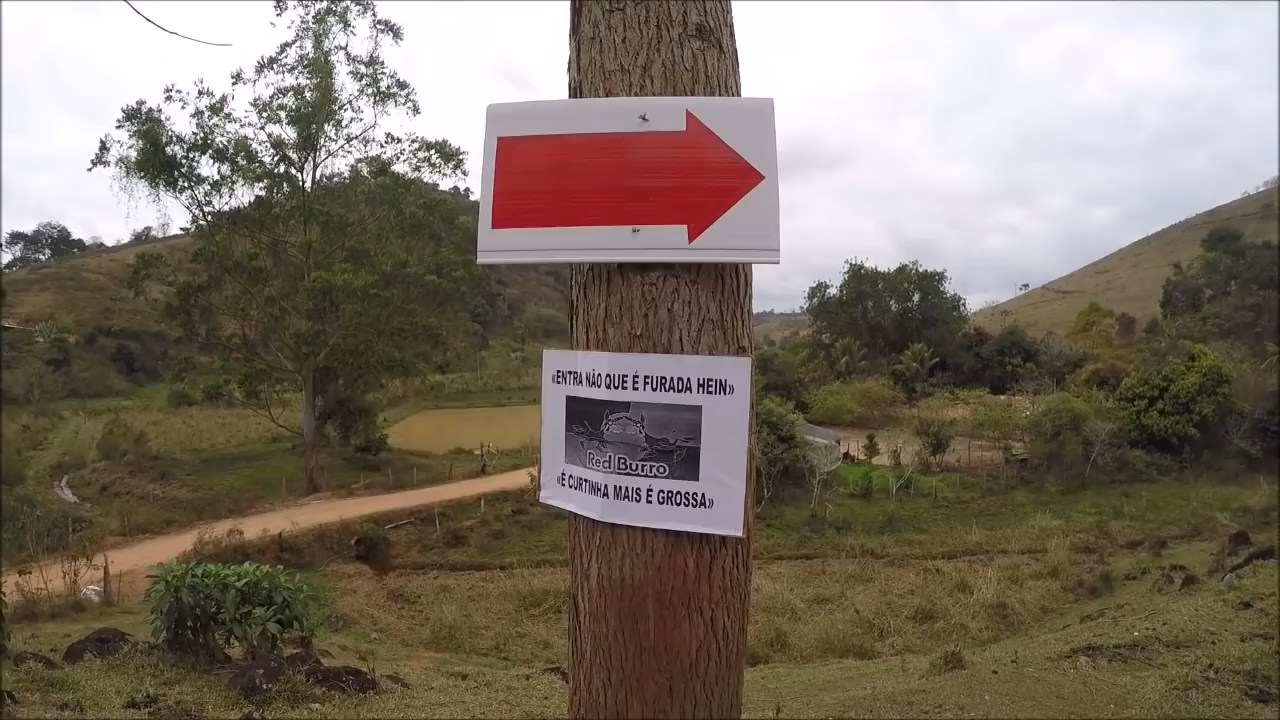 «ENTRA NÃO QUE É FURADA HEIN»
Red Burro
«É CURTINHA MAIS É GROSSA»